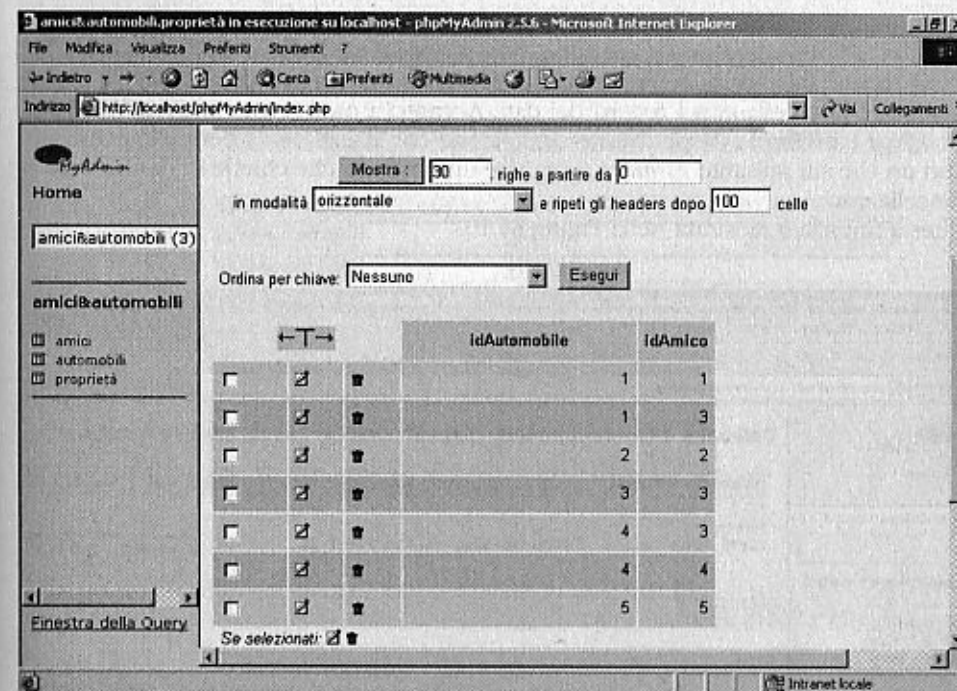 amici&automobili.proprietà in esecuzione su localhost - phpMyAdmin 2.5.6 - Microsoft Internet Explorer
File Modifica Visualizza Preferiti Strumenti ?
Indietro Cerca Preferiti Multimedia
Indirizzo http://localhost/phpMyAdmin/index.php Vai Collegamenti
MyAdmin
Home
amici&automobili (3)
amici&automobili
amici
automobili
proprietà
Finestra della Query
Mostra : 30 righe a partire da 0
in modalità orizzontale e ripeti gli headers dopo 100 celle
Ordina per chiave: Nessuno Esegui
←T→ idAutomobile idAmico
1 1
1 3
2 2
3 3
4 3
4 4
5 5
Se selezionati:
Intranet locale